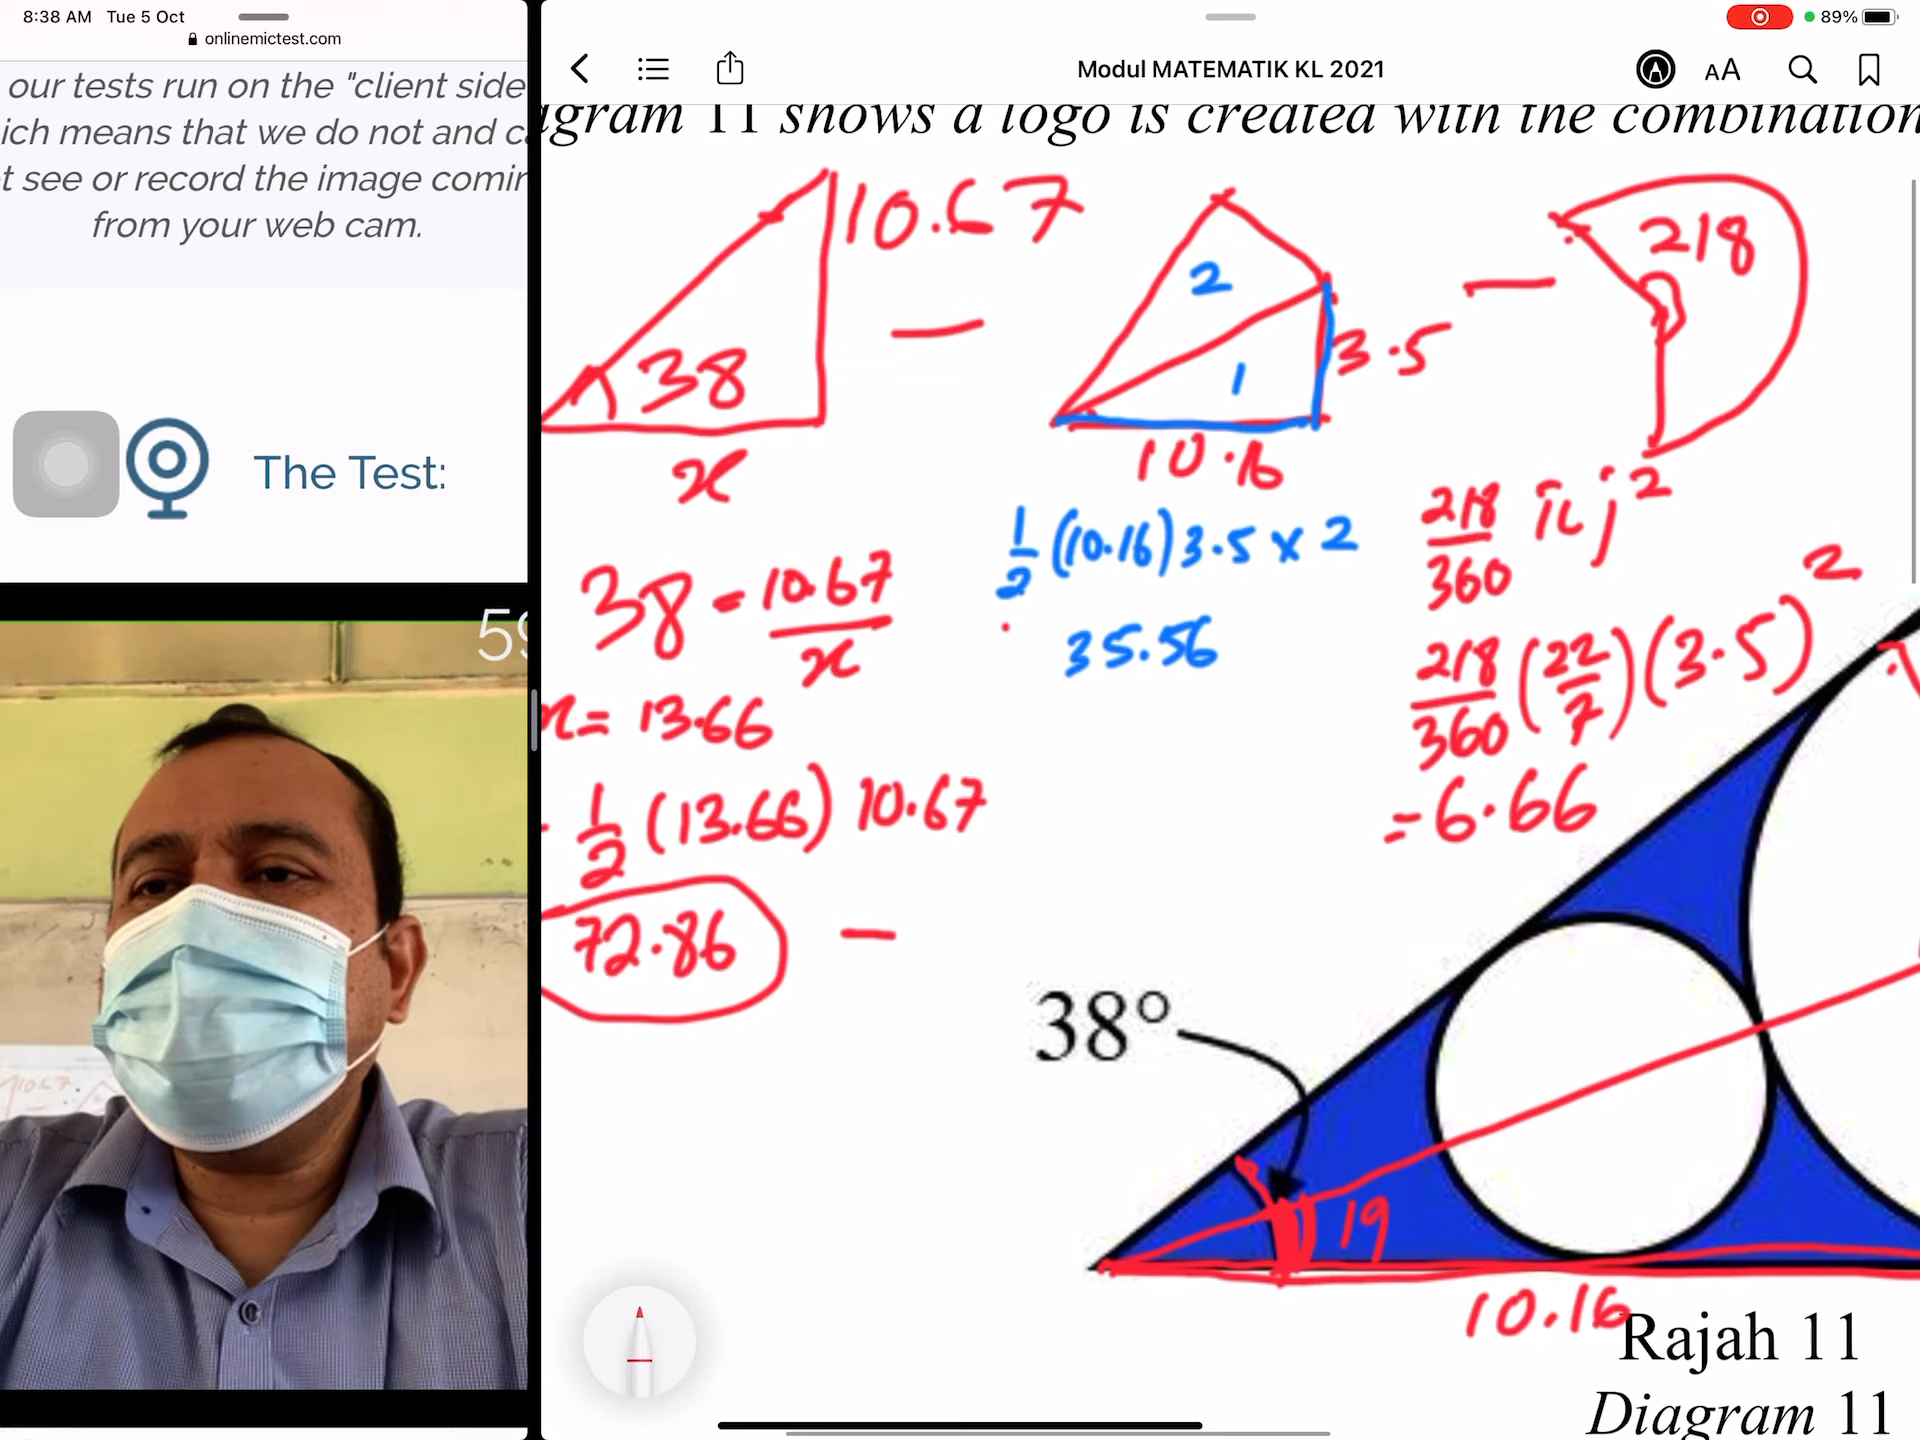 8:38 AM Tue 5 Oct
onlinemictest.com
our tests run on the "client side
ich means that we do not and c
t see or record the image comin
from your web cam.
The Test:
59
89%
Modul MATEMATIK KL 2021
AA
gram 11 shows a logo is created with the combination
10.67
38
x
2
1
3.5
10.16
218
1/2 (10.16) 3.5 x 2
35.56
218/360 πj²
218/360 (22/7) (3.5)²
= 6.66
38 = 10.67/x
x = 13.66
1/2 (13.66) 10.67
72.86 –
38°
19
10.16
Rajah 11
Diagram 11